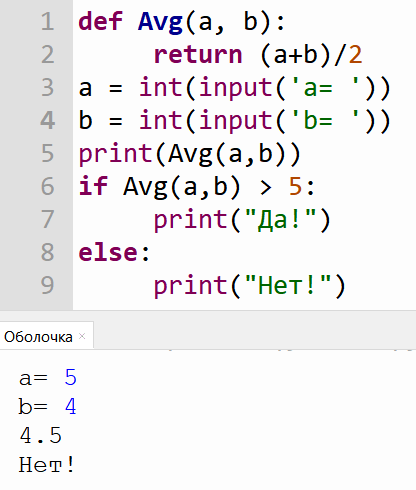 1 def Avg(a, b):
2     return (a+b)/2
3 a = int(input('a= '))
4 b = int(input('b= '))
5 print(Avg(a,b))
6 if Avg(a,b) > 5:
7     print("Да!")
8 else:
9     print("Нет!")
Оболочка ×
a= 5
b= 4
4.5
Нет!